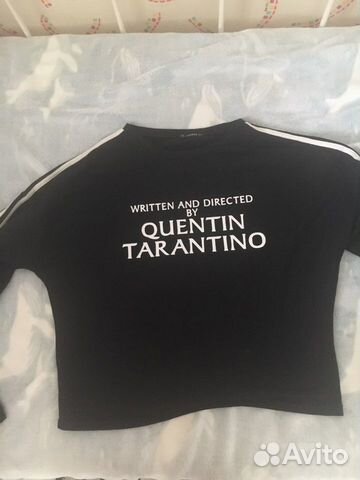 WRITTEN AND DIRECTED
BY
QUENTIN
TARANTINO
Avito